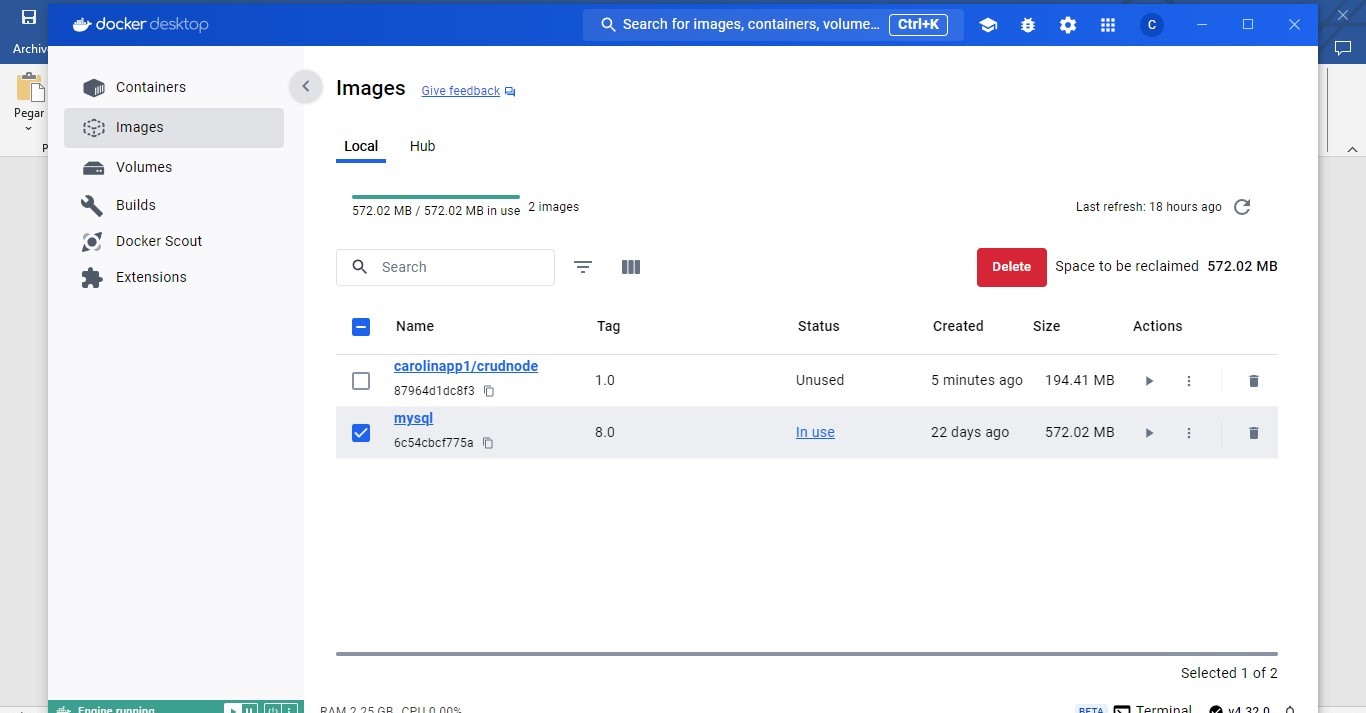 docker desktop
Search for images, containers, volume... Ctrl+K
C
Archiv
Pegar
P
Containers
Images
Volumes
Builds
Docker Scout
Extensions
Images Give feedback
Local Hub
572.02 MB / 572.02 MB in use 2 images
Last refresh: 18 hours ago
Search
Delete Space to be reclaimed 572.02 MB
Name Tag Status Created Size Actions
carolinapp1/crudnode
87964d1dc8f3
1.0 Unused 5 minutes ago 194.41 MB
mysql
6c54cbcf775a
8.0 In use 22 days ago 572.02 MB
Selected 1 of 2
Engine running
RAM 2.25 GB CPU 0.00%
BETA Terminal v4.32.0